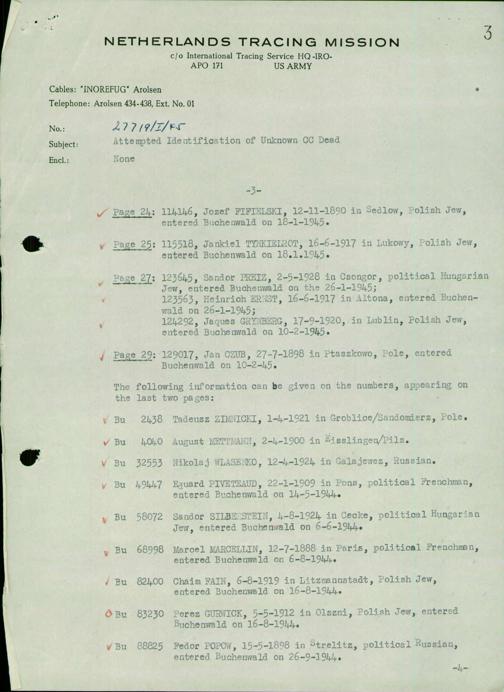 3
NETHERLANDS TRACING MISSION
c/o International Tracing Service HQ -IRO-
APO 171 US ARMY
Cables: "INOREFUG" Arolsen
Telephone: Arolsen 434-438, Ext. No. 01
No.: 27719/I/45
Subject: Attempted Identification of Unknown CC Dead
Encl.: None
-3-
Page 24: 114146, Jozef FIFIELSKI, 12-11-1890 in Sedlow, Polish Jew,
entered Buchenwald on 18-1-1945.
Page 25: 115518, Jankiel TYKKIELROT, 16-6-1917 in Lukowy, Polish Jew,
entered Buchenwald on 18.1.1945.
Page 27: 123645, Sandor PREIZ, 2-5-1928 in Csongor, political Hungarian
Jew, entered Buchenwald on the 26-1-1945;
123563, Heinrich ERNST, 16-6-1917 in Altona, entered Buchen-
wald on 26-1-1945;
124292, Jaques GRYNBERG, 17-9-1920, in Lublin, Polish Jew,
entered Buchenwald on 10-2-1945.
Page 29: 129017, Jan CZUB, 27-7-1898 in Ptaszkowo, Pole, entered
Buchenwald on 10-2-45.
The following information can be given on the numbers, appearing on
the last two pages:
Bu 2438 Tadeusz ZIMNICKI, 1-4-1921 in Groblice/Sandomierz, Pole.
Bu 4040 August METTMANN, 2-4-1900 in Kisslingen/Pils.
Bu 32553 Nikolaj WLASENKO, 12-4-1924 in Galajewez, Russian.
Bu 49447 Eguard PIVETEAUD, 22-1-1909 in Pons, political Frenchman,
entered Buchenwald on 14-5-1944.
Bu 58072 Sandor SILBERSTEIN, 4-8-1924 in Cecke, political Hungarian
Jew, entered Buchenwald on 6-6-1944.
Bu 68998 Marcel MARCELLIN, 12-7-1888 in Paris, political Frenchman,
entered Buchenwald on 6-8-1944.
Bu 82400 Chaim FAIN, 6-8-1919 in Litzmannstadt, Polish Jew,
entered Buchenwald on 16-8-1944.
Bu 83230 Perez GURWICK, 5-5-1912 in Olszni, Polish Jew, entered
Buchenwald on 16-8-1944.
Bu 88825 Fedor POPOW, 15-5-1898 in Strelitz, political Russian,
entered Buchenwald on 26-9-1944.
-4-